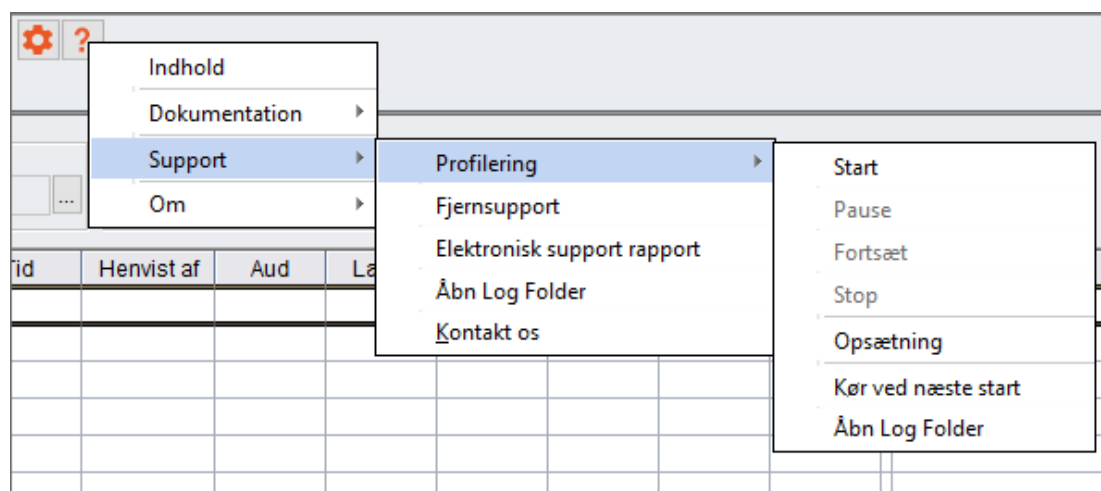 ?
Indhold
Dokumentation
Support
Om
...
Profilering
Fjernsupport
Elektronisk support rapport
Åbn Log Folder
Kontakt os
Start
Pause
Fortsæt
Stop
Opsætning
Kør ved næste start
Åbn Log Folder
Henvist af Aud